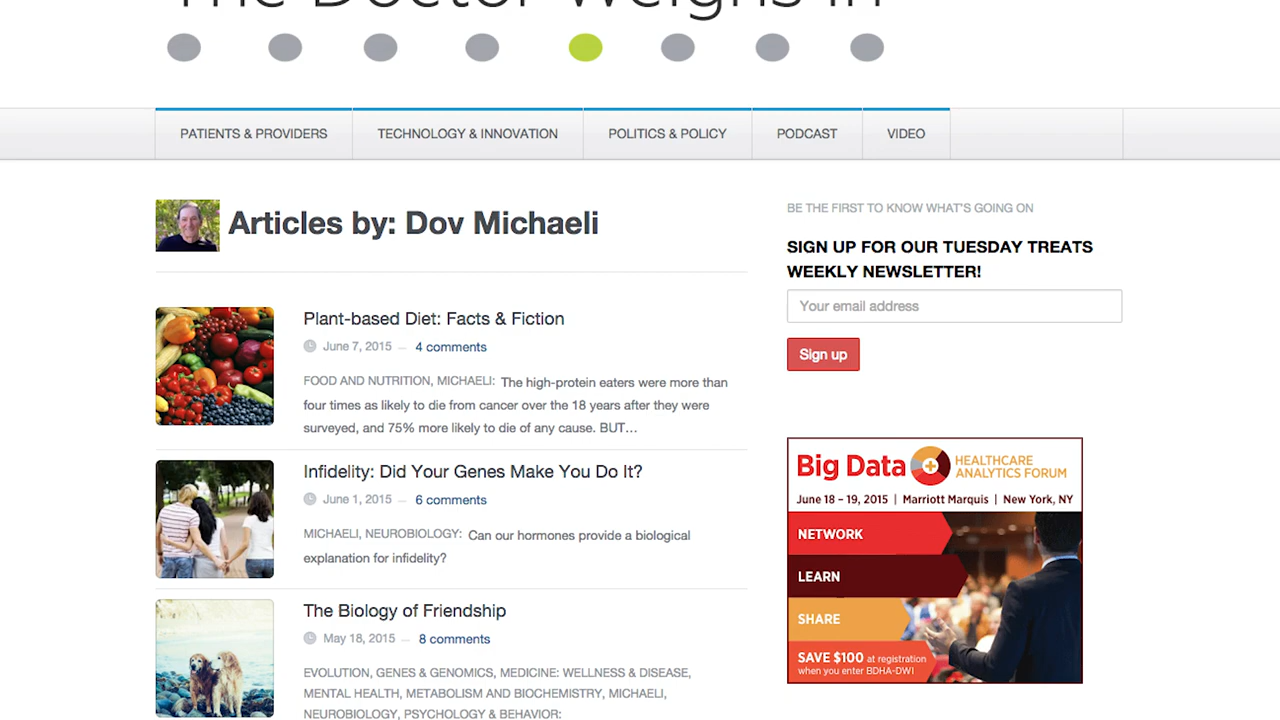 The Doctor Weighs In
PATIENTS & PROVIDERS
TECHNOLOGY & INNOVATION
POLITICS & POLICY
PODCAST
VIDEO
Articles by: Dov Michaeli
Plant-based Diet: Facts & Fiction
June 7, 2015 — 4 comments
FOOD AND NUTRITION, MICHAELI: The high-protein eaters were more than
four times as likely to die from cancer over the 18 years after they were
surveyed, and 75% more likely to die of any cause. BUT…
Infidelity: Did Your Genes Make You Do It?
June 1, 2015 — 6 comments
MICHAELI, NEUROBIOLOGY: Can our hormones provide a biological
explanation for infidelity?
The Biology of Friendship
May 18, 2015 — 8 comments
EVOLUTION, GENES & GENOMICS, MEDICINE: WELLNESS & DISEASE,
MENTAL HEALTH, METABOLISM AND BIOCHEMISTRY, MICHAELI,
NEUROBIOLOGY, PSYCHOLOGY & BEHAVIOR:
BE THE FIRST TO KNOW WHAT'S GOING ON
SIGN UP FOR OUR TUESDAY TREATS
WEEKLY NEWSLETTER!
Your email address
Sign up
Big Data
HEALTHCARE
ANALYTICS FORUM
June 18 – 19, 2015 | Marriott Marquis | New York, NY
NETWORK
LEARN
SHARE
SAVE $100 at registration
when you enter BDHA-DWI